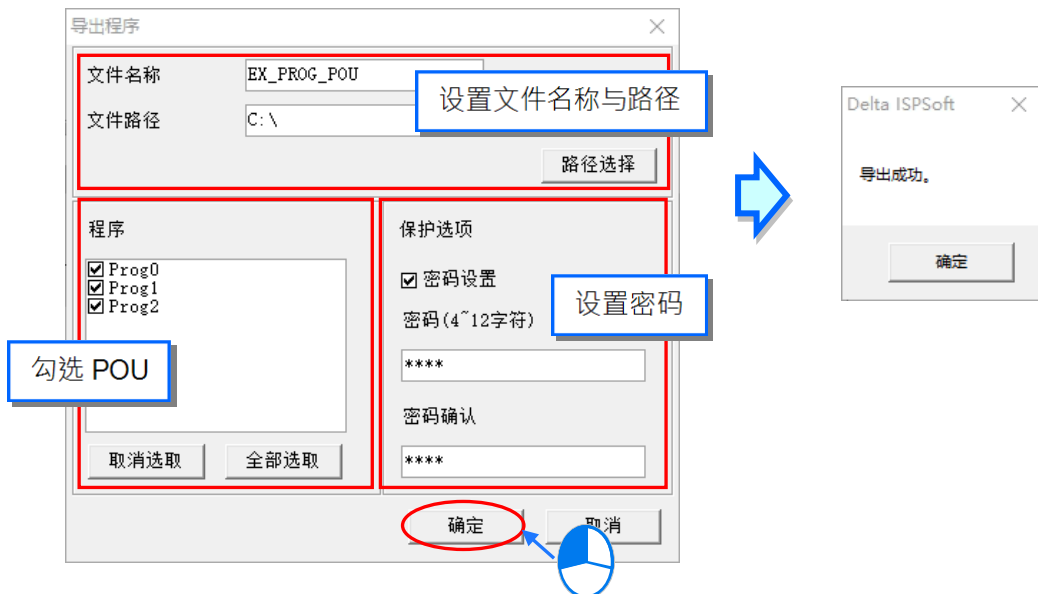 导出程序
文件名称
EX_PROG_POU
设置文件名称与路径
文件路径
C:\
路径选择
程序
Prog0
Prog1
Prog2
勾选 POU
取消选取
全部选取
保护选项
密码设置
设置密码
密码(4~12字符)
****
密码确认
****
确定
取消
Delta ISPSoft
导出成功。
确定